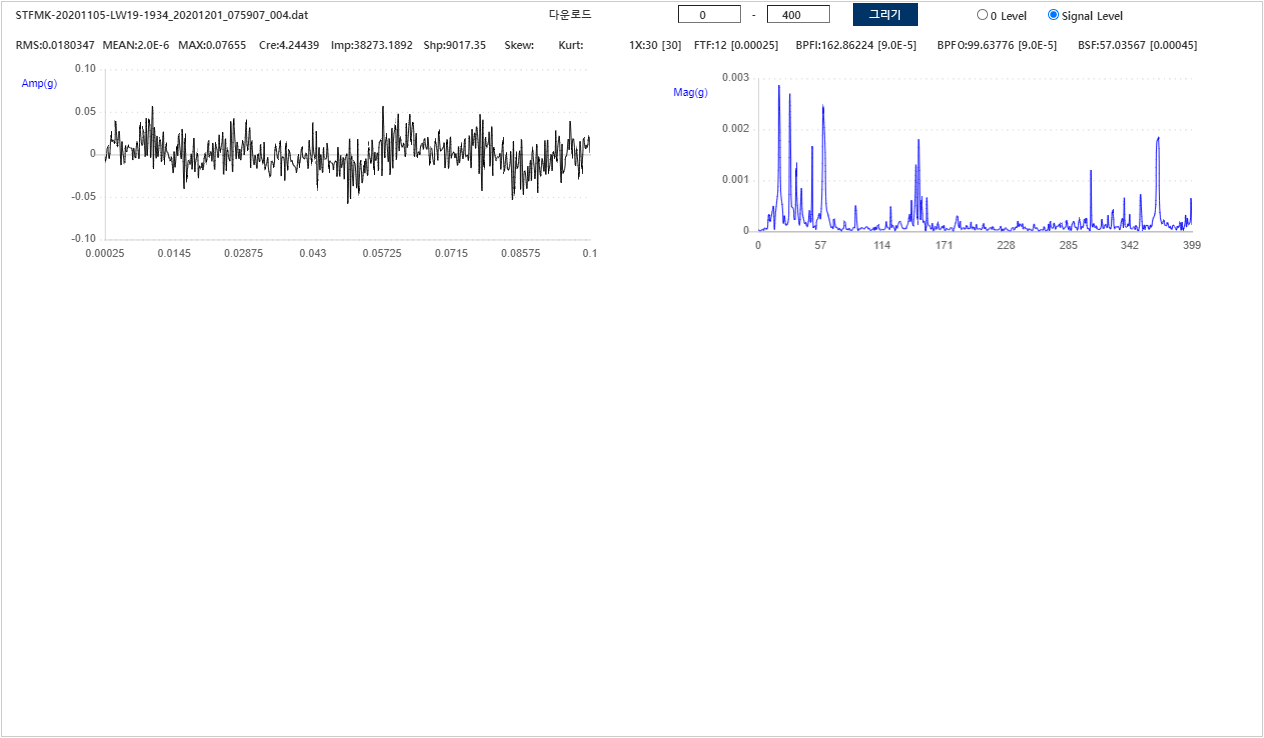 STFMK-20201105-LW19-1934_20201201_075907_004.dat 다운로드 0 - 400 그리기 0 Level Signal Level
RMS:0.0180347 MEAN:2.0E-6 MAX:0.07655 Cre:4.24439 Imp:38273.1892 Shp:9017.35 Skew: Kurt: 1X:30 [30] FTF:12 [0.00025] BPFI:162.86224 [9.0E-5] BPFO:99.63776 [9.0E-5] BSF:57.03567 [0.00045]
Amp(g)
0.10
0.05
0
-0.05
-0.10
0.00025 0.0145 0.02875 0.043 0.05725 0.0715 0.08575 0.1
Mag(g)
0.003
0.002
0.001
0
0 57 114 171 228 285 342 399